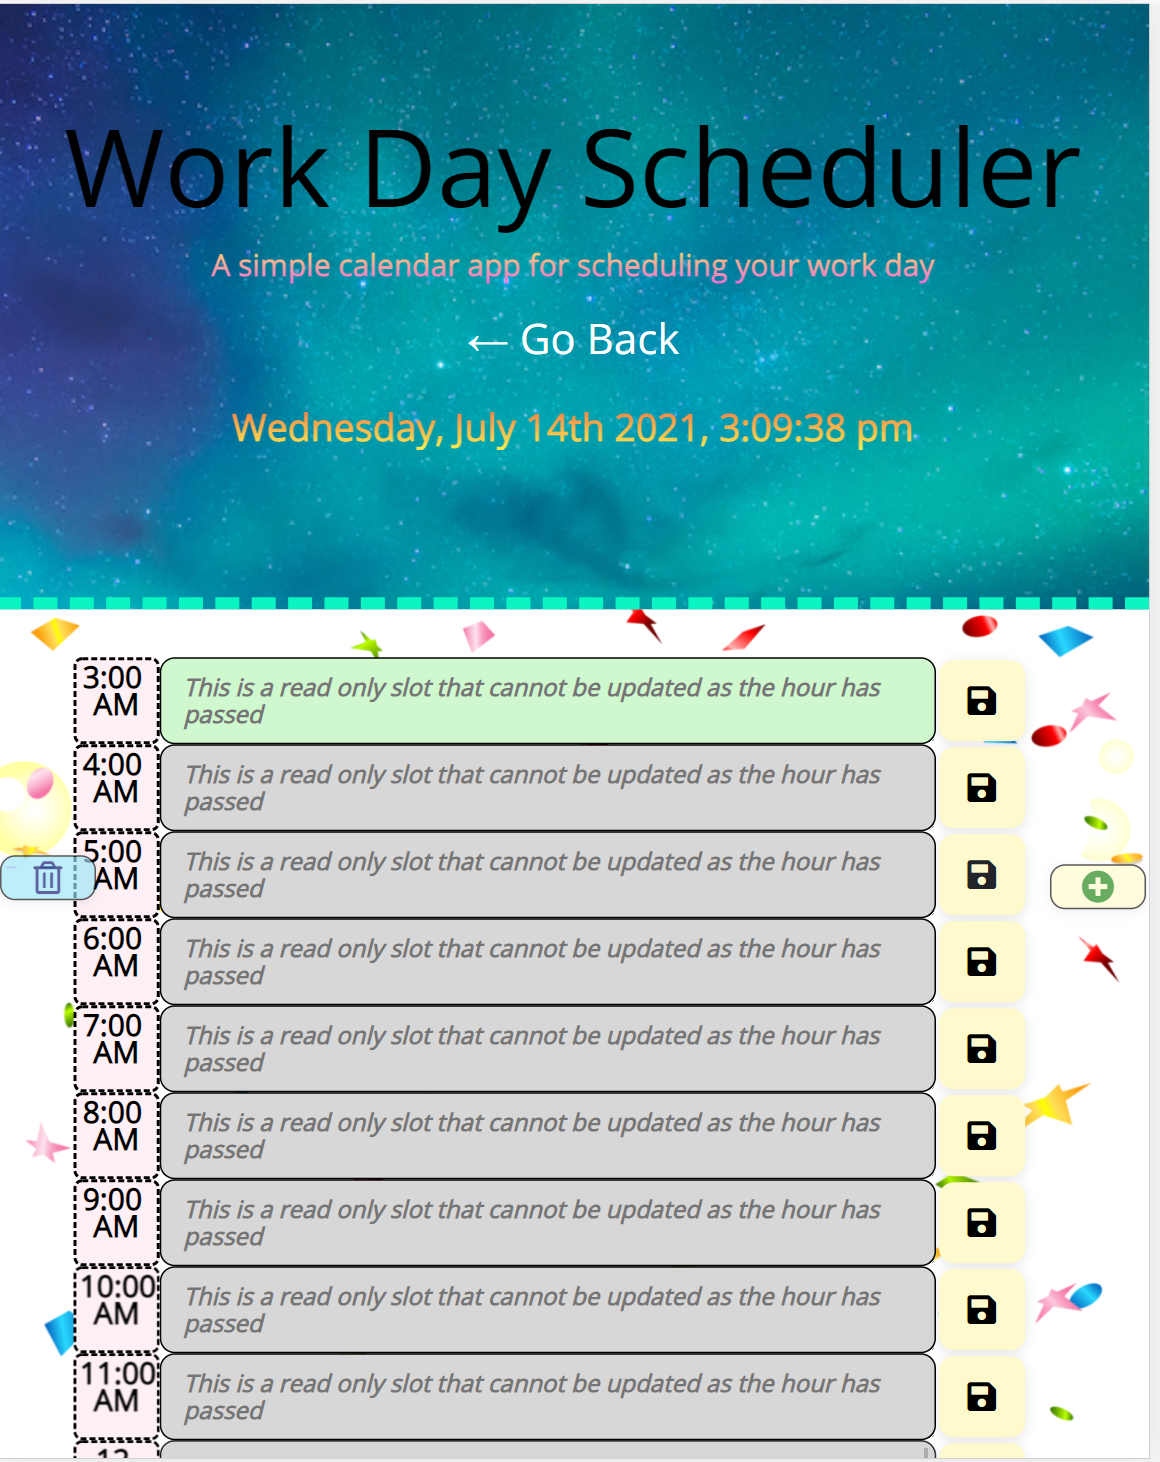 Work Day Scheduler
A simple calendar app for scheduling your work day
← Go Back
Wednesday, July 14th 2021, 3:09:38 pm
3:00
AM
This is a read only slot that cannot be updated as the hour has
passed
4:00
AM
This is a read only slot that cannot be updated as the hour has
passed
5:00
AM
This is a read only slot that cannot be updated as the hour has
passed
6:00
AM
This is a read only slot that cannot be updated as the hour has
passed
7:00
AM
This is a read only slot that cannot be updated as the hour has
passed
8:00
AM
This is a read only slot that cannot be updated as the hour has
passed
9:00
AM
This is a read only slot that cannot be updated as the hour has
passed
10:00
AM
This is a read only slot that cannot be updated as the hour has
passed
11:00
AM
This is a read only slot that cannot be updated as the hour has
passed